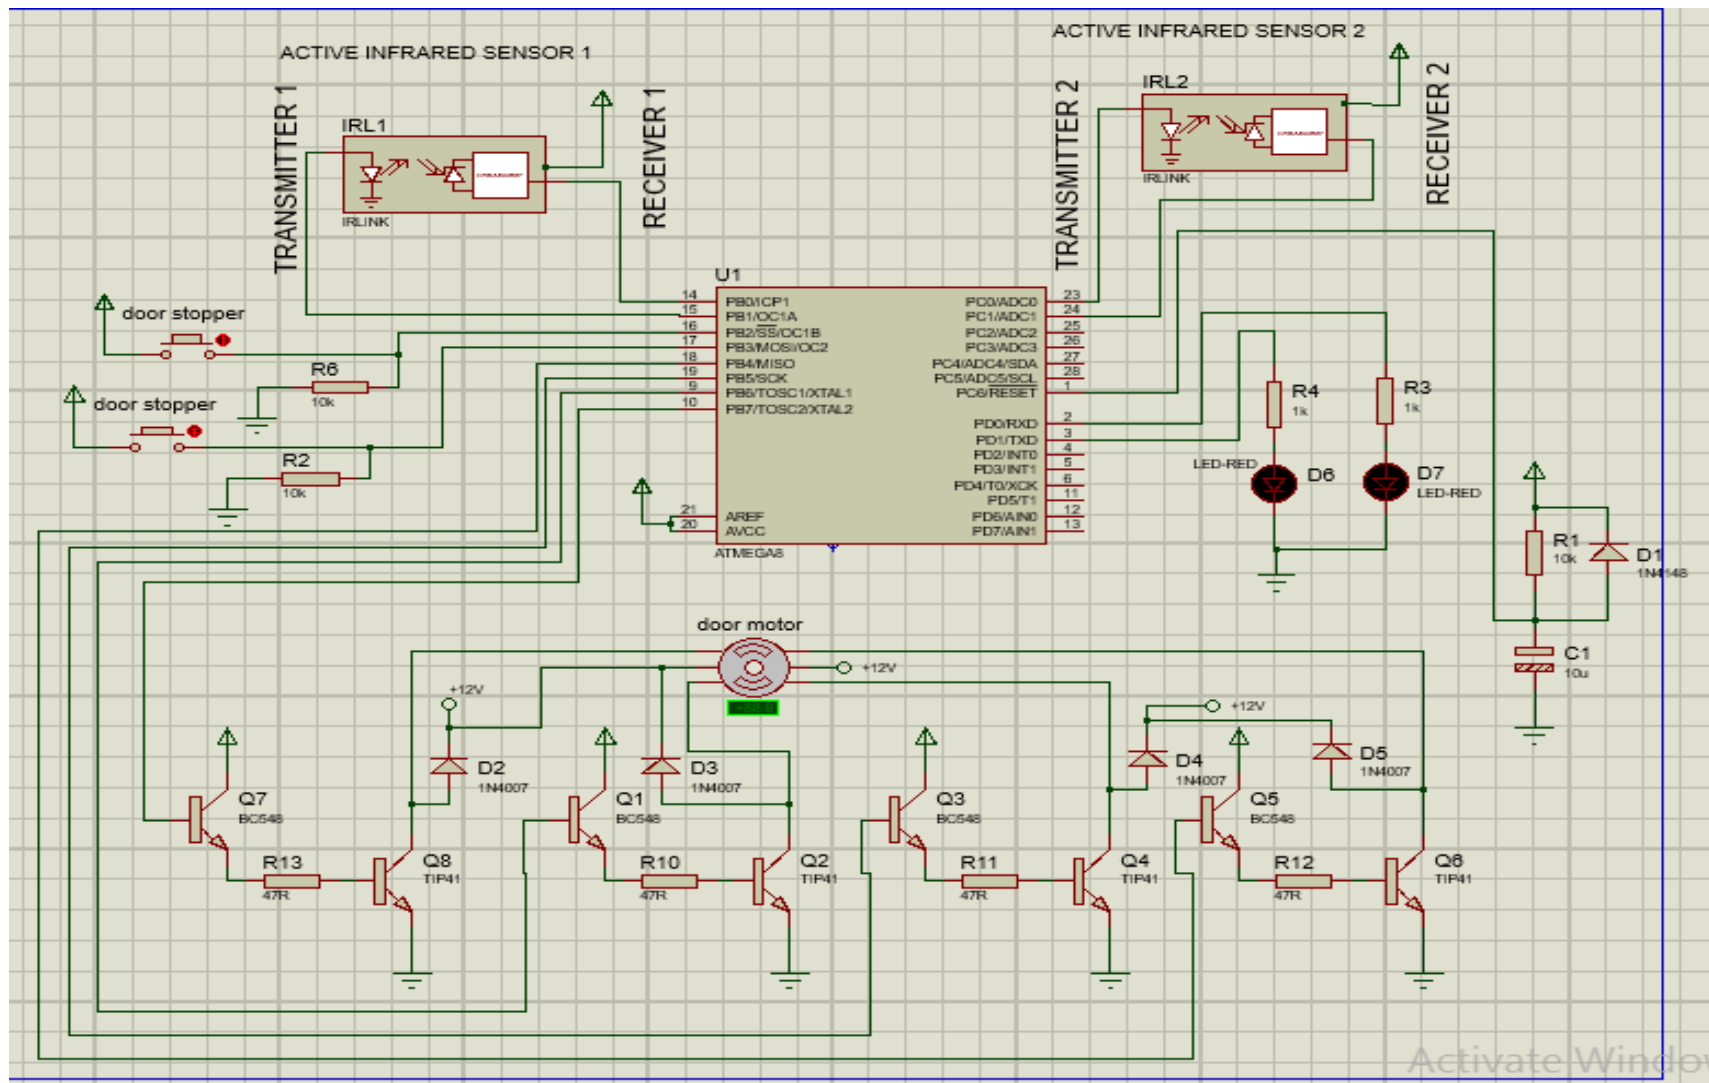 ACTIVE INFRARED SENSOR 1
ACTIVE INFRARED SENSOR 2
TRANSMITTER 1
IRL1
IRLINK
RECEIVER 1
TRANSMITTER 2
IRL2
IRLINK
RECEIVER 2
door stopper
R6
10k
door stopper
R2
10k
U1
14 PB0/ICP1
15 PB1/OC1A
16 PB2/SS/OC1B
17 PB3/MOSI/OC2
18 PB4/MISO
19 PB5/SCK
9 PB6/TOSC1/XTAL1
10 PB7/TOSC2/XTAL2
21 AREF
20 AVCC
PC0/ADC0 23
PC1/ADC1 24
PC2/ADC2 25
PC3/ADC3 26
PC4/ADC4/SDA 27
PC5/ADC5/SCL 28
PC6/RESET 1
PD0/RXD 2
PD1/TXD 3
PD2/INT0 4
PD3/INT1 5
PD4/T0/XCK 6
PD5/T1 11
PD6/AIN0 12
PD7/AIN1 13
ATMEGA8
R4
1k
R3
1k
LED-RED
D6
D7
LED-RED
R1
10k
D1
1N4148
C1
10u
door motor
+12V
+12V
+12V
D2
1N4007
D3
1N4007
D4
1N4007
D5
1N4007
Q7
BC548
Q1
BC548
Q3
BC548
Q5
BC548
R13
47R
Q8
TIP41
R10
47R
Q2
TIP41
R11
47R
Q4
TIP41
R12
47R
Q6
TIP41
Activate Window